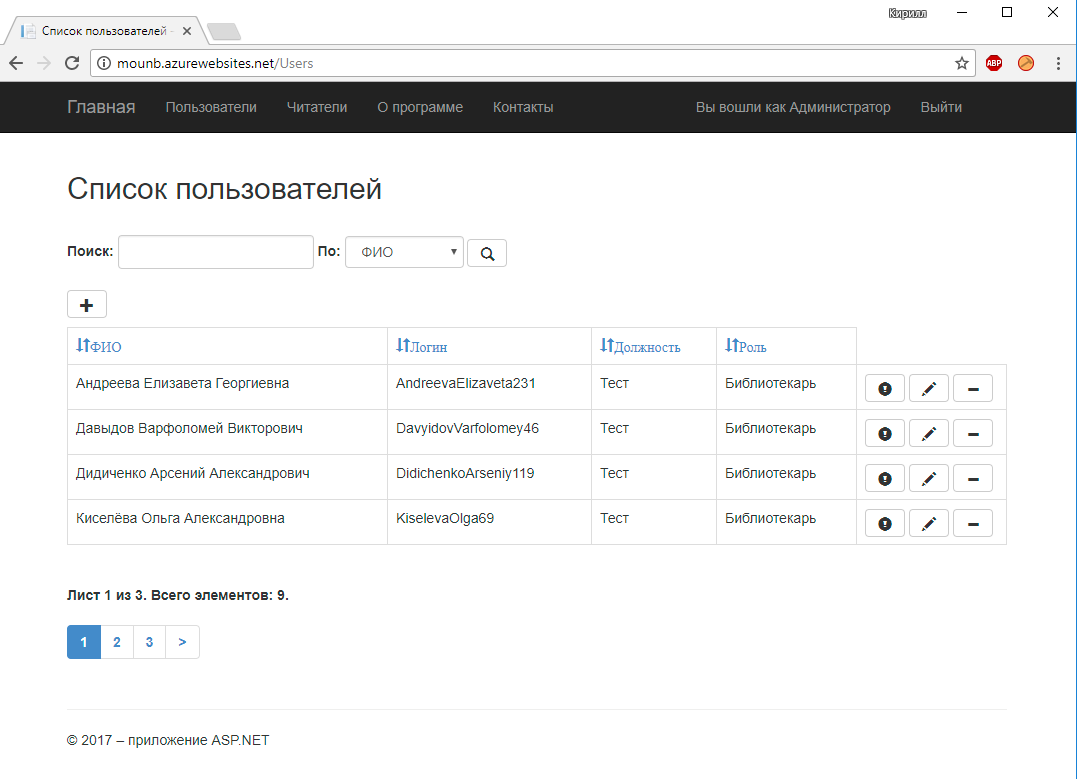 Кирилл
Список пользователей -
mounb.azurewebsites.net/Users
ABP
Главная Пользователи Читатели О программе Контакты Вы вошли как Администратор Выйти
Список пользователей
Поиск: По: ФИО
ФИО Логин Должность Роль
Андреева Елизавета Георгиевна AndreevaElizaveta231 Тест Библиотекарь
Давыдов Варфоломей Викторович DavyidovVarfolomey46 Тест Библиотекарь
Дидиченко Арсений Александрович DidichenkoArseniy119 Тест Библиотекарь
Киселёва Ольга Александровна KiselevaOlga69 Тест Библиотекарь
Лист 1 из 3. Всего элементов: 9.
1 2 3 >
© 2017 – приложение ASP.NET